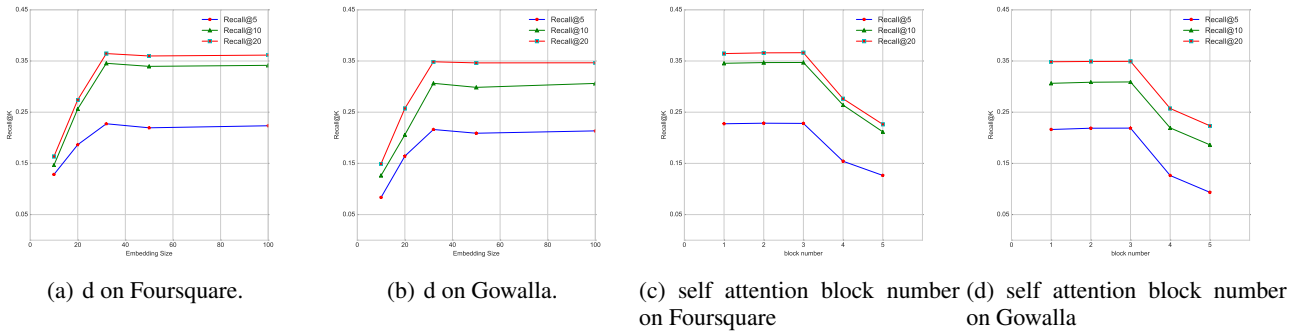 0.45
0.35
0.25
0.15
0.05
Recall@K
Recall@5
Recall@10
Recall@20
0 20 40 60 80 100
Embedding Size
(a) d on Foursquare.
0.45
0.35
0.25
0.15
0.05
Recall@K
Recall@5
Recall@10
Recall@20
0 20 40 60 80 100
Embedding Size
(b) d on Gowalla.
0.45
0.35
0.25
0.15
0.05
Recall@K
Recall@5
Recall@10
Recall@20
0 1 2 3 4 5
block number
(c) self attention block number
on Foursquare
0.45
0.35
0.25
0.15
0.05
Recall@K
Recall@5
Recall@10
Recall@20
0 1 2 3 4 5
block number
(d) self attention block number
on Gowalla